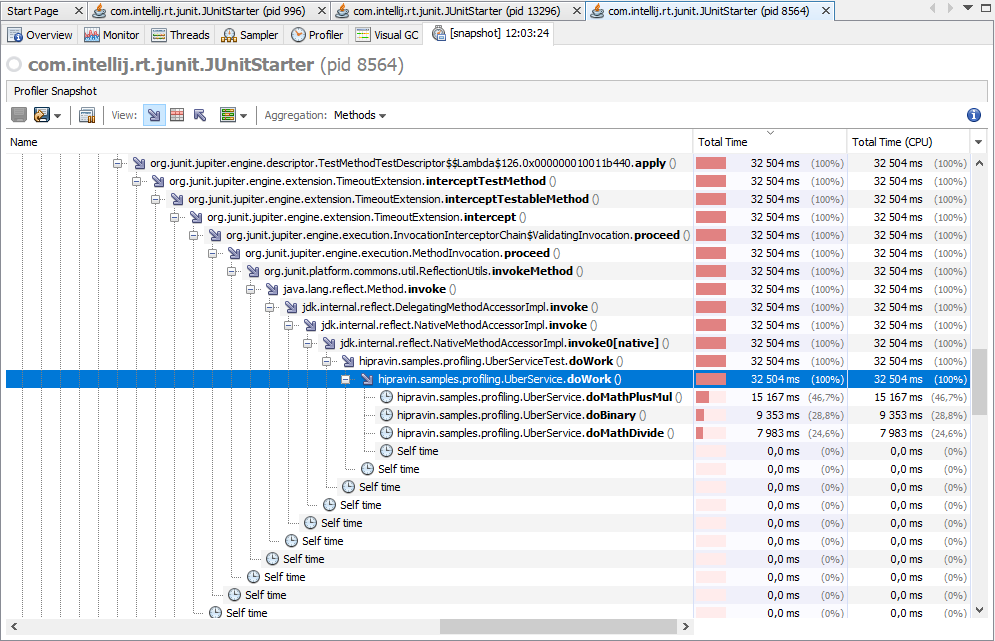 Start Page × com.intellij.rt.junit.JUnitStarter (pid 996) × com.intellij.rt.junit.JUnitStarter (pid 13296) × com.intellij.rt.junit.JUnitStarter (pid 8564) ×
Overview Monitor Threads Sampler Profiler Visual GC [snapshot] 12:03:24
com.intellij.rt.junit.JUnitStarter (pid 8564)
Profiler Snapshot
View: Aggregation: Methods
Name Total Time Total Time (CPU)
org.junit.jupiter.engine.descriptor.TestMethodTestDescriptor$$Lambda$126.0x000000010011b440.apply () 32 504 ms (100%) 32 504 ms (100%)
org.junit.jupiter.engine.extension.TimeoutExtension.interceptTestMethod () 32 504 ms (100%) 32 504 ms (100%)
org.junit.jupiter.engine.extension.TimeoutExtension.interceptTestableMethod () 32 504 ms (100%) 32 504 ms (100%)
org.junit.jupiter.engine.extension.TimeoutExtension.intercept () 32 504 ms (100%) 32 504 ms (100%)
org.junit.jupiter.engine.execution.InvocationInterceptorChain$ValidatingInvocation.proceed () 32 504 ms (100%) 32 504 ms (100%)
org.junit.jupiter.engine.execution.MethodInvocation.proceed () 32 504 ms (100%) 32 504 ms (100%)
org.junit.platform.commons.util.ReflectionUtils.invokeMethod () 32 504 ms (100%) 32 504 ms (100%)
java.lang.reflect.Method.invoke () 32 504 ms (100%) 32 504 ms (100%)
jdk.internal.reflect.DelegatingMethodAccessorImpl.invoke () 32 504 ms (100%) 32 504 ms (100%)
jdk.internal.reflect.NativeMethodAccessorImpl.invoke () 32 504 ms (100%) 32 504 ms (100%)
jdk.internal.reflect.NativeMethodAccessorImpl.invoke0[native] () 32 504 ms (100%) 32 504 ms (100%)
hipravin.samples.profiling.UberServiceTest.doWork () 32 504 ms (100%) 32 504 ms (100%)
hipravin.samples.profiling.UberService.doWork () 32 504 ms (100%) 32 504 ms (100%)
hipravin.samples.profiling.UberService.doMathPlusMul () 15 167 ms (46,7%) 15 167 ms (46,7%)
hipravin.samples.profiling.UberService.doBinary () 9 353 ms (28,8%) 9 353 ms (28,8%)
hipravin.samples.profiling.UberService.doMathDivide () 7 983 ms (24,6%) 7 983 ms (24,6%)
Self time 0,0 ms (0%) 0,0 ms (0%)
Self time 0,0 ms (0%) 0,0 ms (0%)
Self time 0,0 ms (0%) 0,0 ms (0%)
Self time 0,0 ms (0%) 0,0 ms (0%)
Self time 0,0 ms (0%) 0,0 ms (0%)
Self time 0,0 ms (0%) 0,0 ms (0%)
Self time 0,0 ms (0%) 0,0 ms (0%)
Self time 0,0 ms (0%) 0,0 ms (0%)
Self time 0,0 ms (0%) 0,0 ms (0%)
Self time 0,0 ms (0%) 0,0 ms (0%)